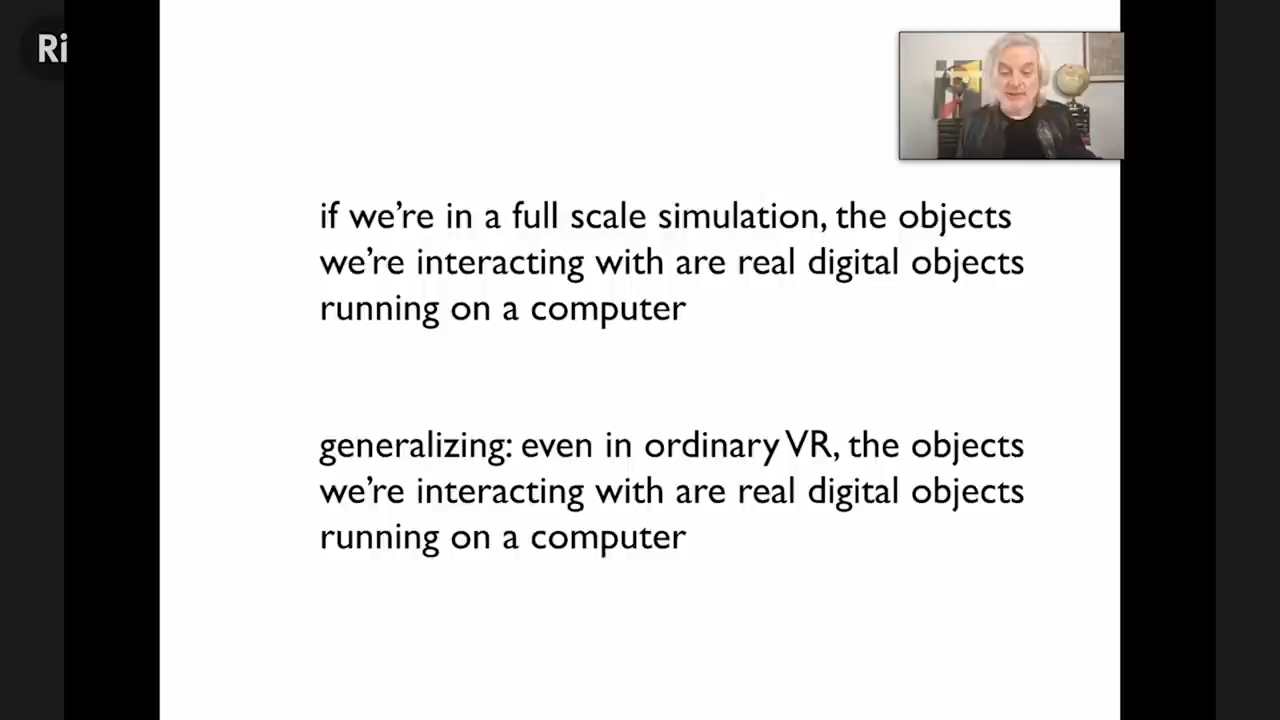 Ri
if we're in a full scale simulation, the objects
we're interacting with are real digital objects
running on a computer
generalizing: even in ordinary VR, the objects
we're interacting with are real digital objects
running on a computer